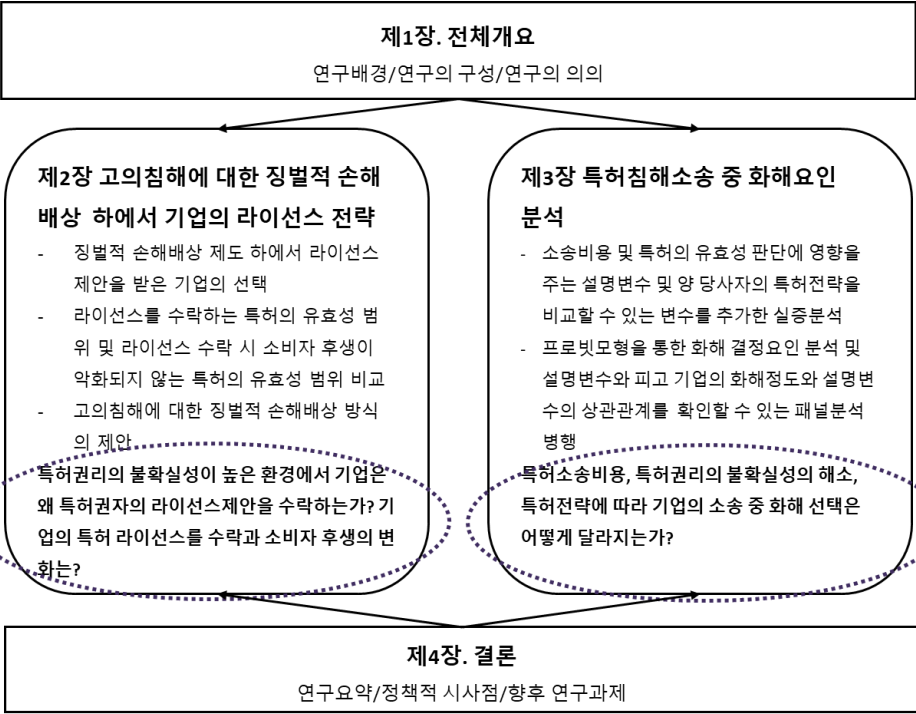 제1장. 전체개요
연구배경/연구의 구성/연구의 의의
제2장 고의침해에 대한 징벌적 손해
배상 하에서 기업의 라이선스 전략
- 징벌적 손해배상 제도 하에서 라이선스
제안을 받은 기업의 선택
- 라이선스를 수락하는 특허의 유효성 범
위 및 라이선스 수락 시 소비자 후생이
악화되지 않는 특허의 유효성 범위 비교
- 고의침해에 대한 징벌적 손해배상 방식
의 제안
특허권리의 불확실성이 높은 환경에서 기업은
왜 특허권자의 라이선스제안을 수락하는가? 기
업의 특허 라이선스를 수락과 소비자 후생의 변
화는?
제3장 특허침해소송 중 화해요인
분석
- 소송비용 및 특허의 유효성 판단에 영향을
주는 설명변수 및 양 당사자의 특허전략을
비교할 수 있는 변수를 추가한 실증분석
- 프로빗모형을 통한 화해 결정요인 분석 및
설명변수와 피고 기업의 화해정도와 설명변
수의 상관관계를 확인할 수 있는 패널분석
병행
특허소송비용, 특허권리의 불확실성의 해소,
특허전략에 따라 기업의 소송 중 화해 선택은
어떻게 달라지는가?
제4장. 결론
연구요약/정책적 시사점/향후 연구과제